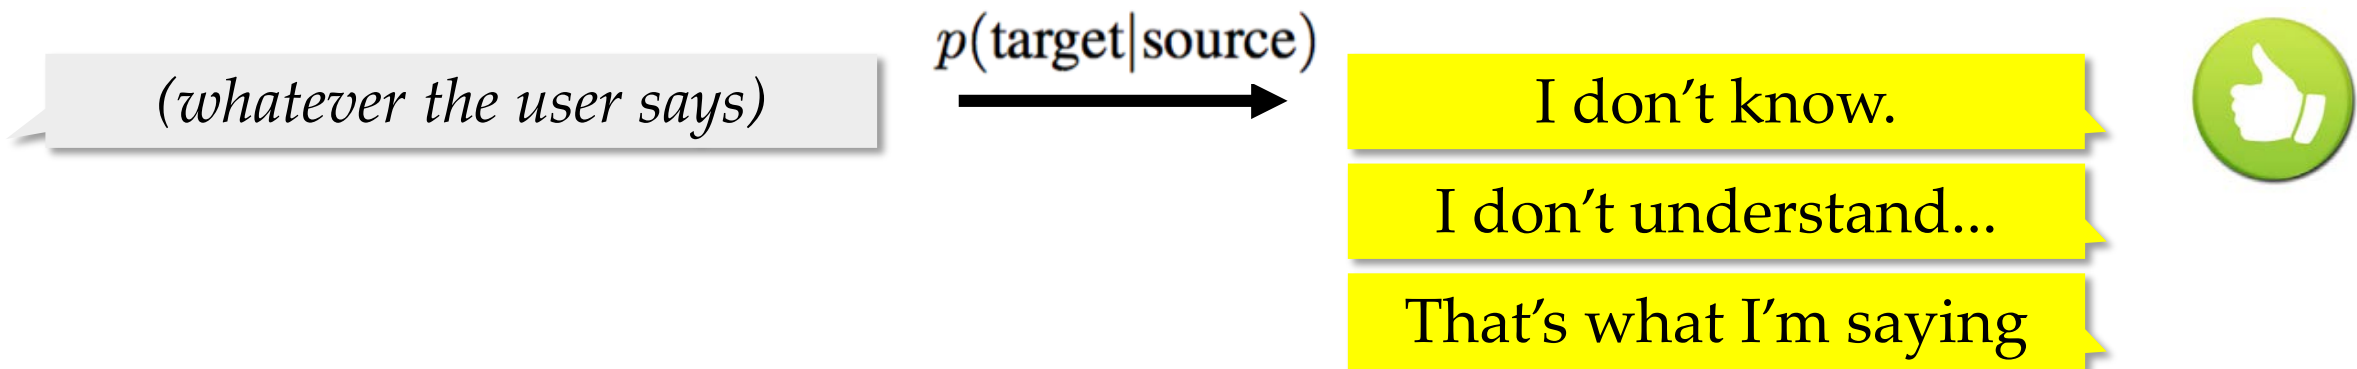 (whatever the user says)
p(target|source)
I don’t know.
I don’t understand...
That’s what I’m saying